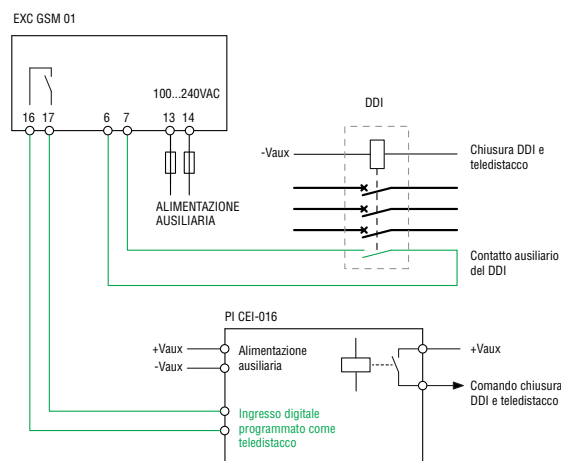 EXC GSM 01
100...240VAC
16 17 6 7 13 14
ALIMENTAZIONE
AUSILIARIA
DDI
-Vaux
Chiusura DDI e
teledistacco
Contatto ausiliario
del DDI
PI CEI-016
+Vaux
-Vaux
Alimentazione
ausiliaria
+Vaux
Comando chiusura
DDI e teledistacco
Ingresso digitale
programmato come
teledistacco